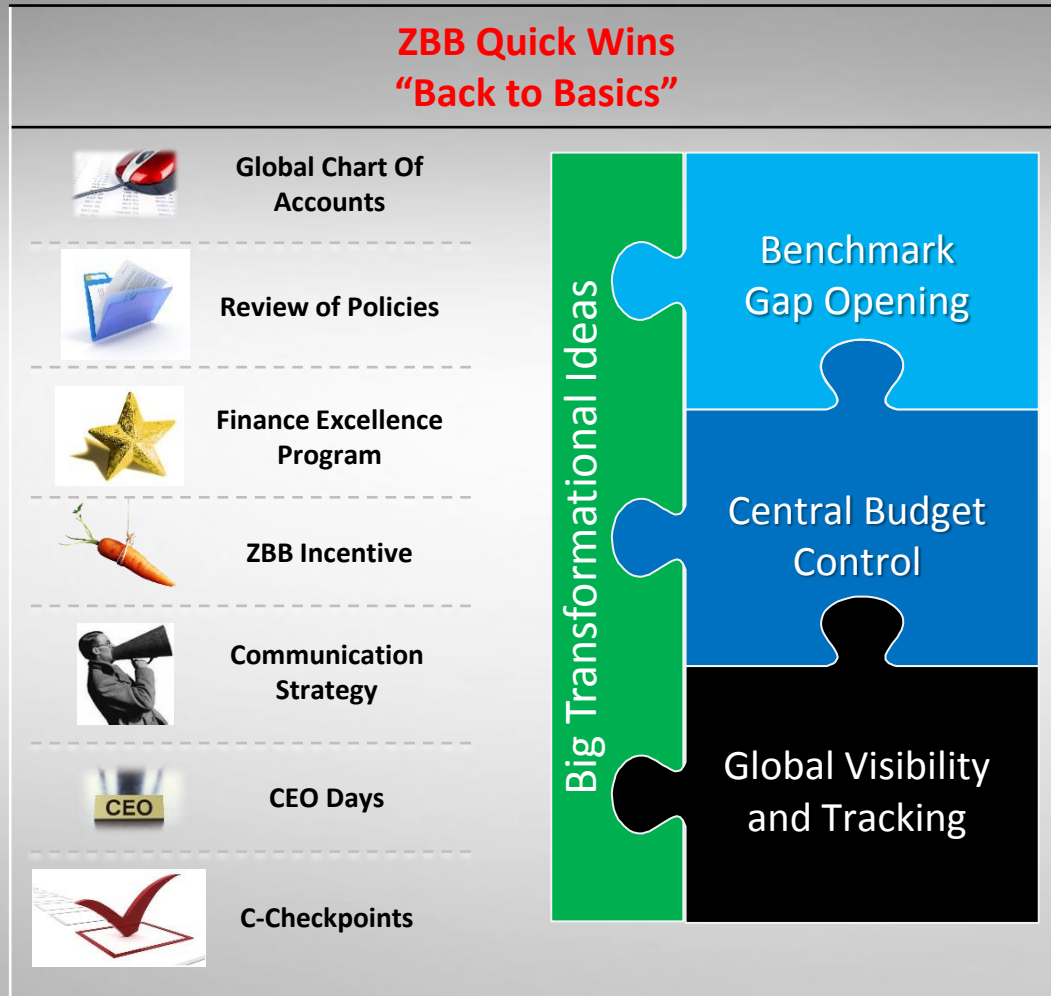 ZBB Quick Wins
“Back to Basics”
Global Chart Of
Accounts
Review of Policies
Finance Excellence
Program
ZBB Incentive
Communication
Strategy
CEO
CEO Days
C-Checkpoints
Big Transformational Ideas
Benchmark
Gap Opening
Central Budget
Control
Global Visibility
and Tracking